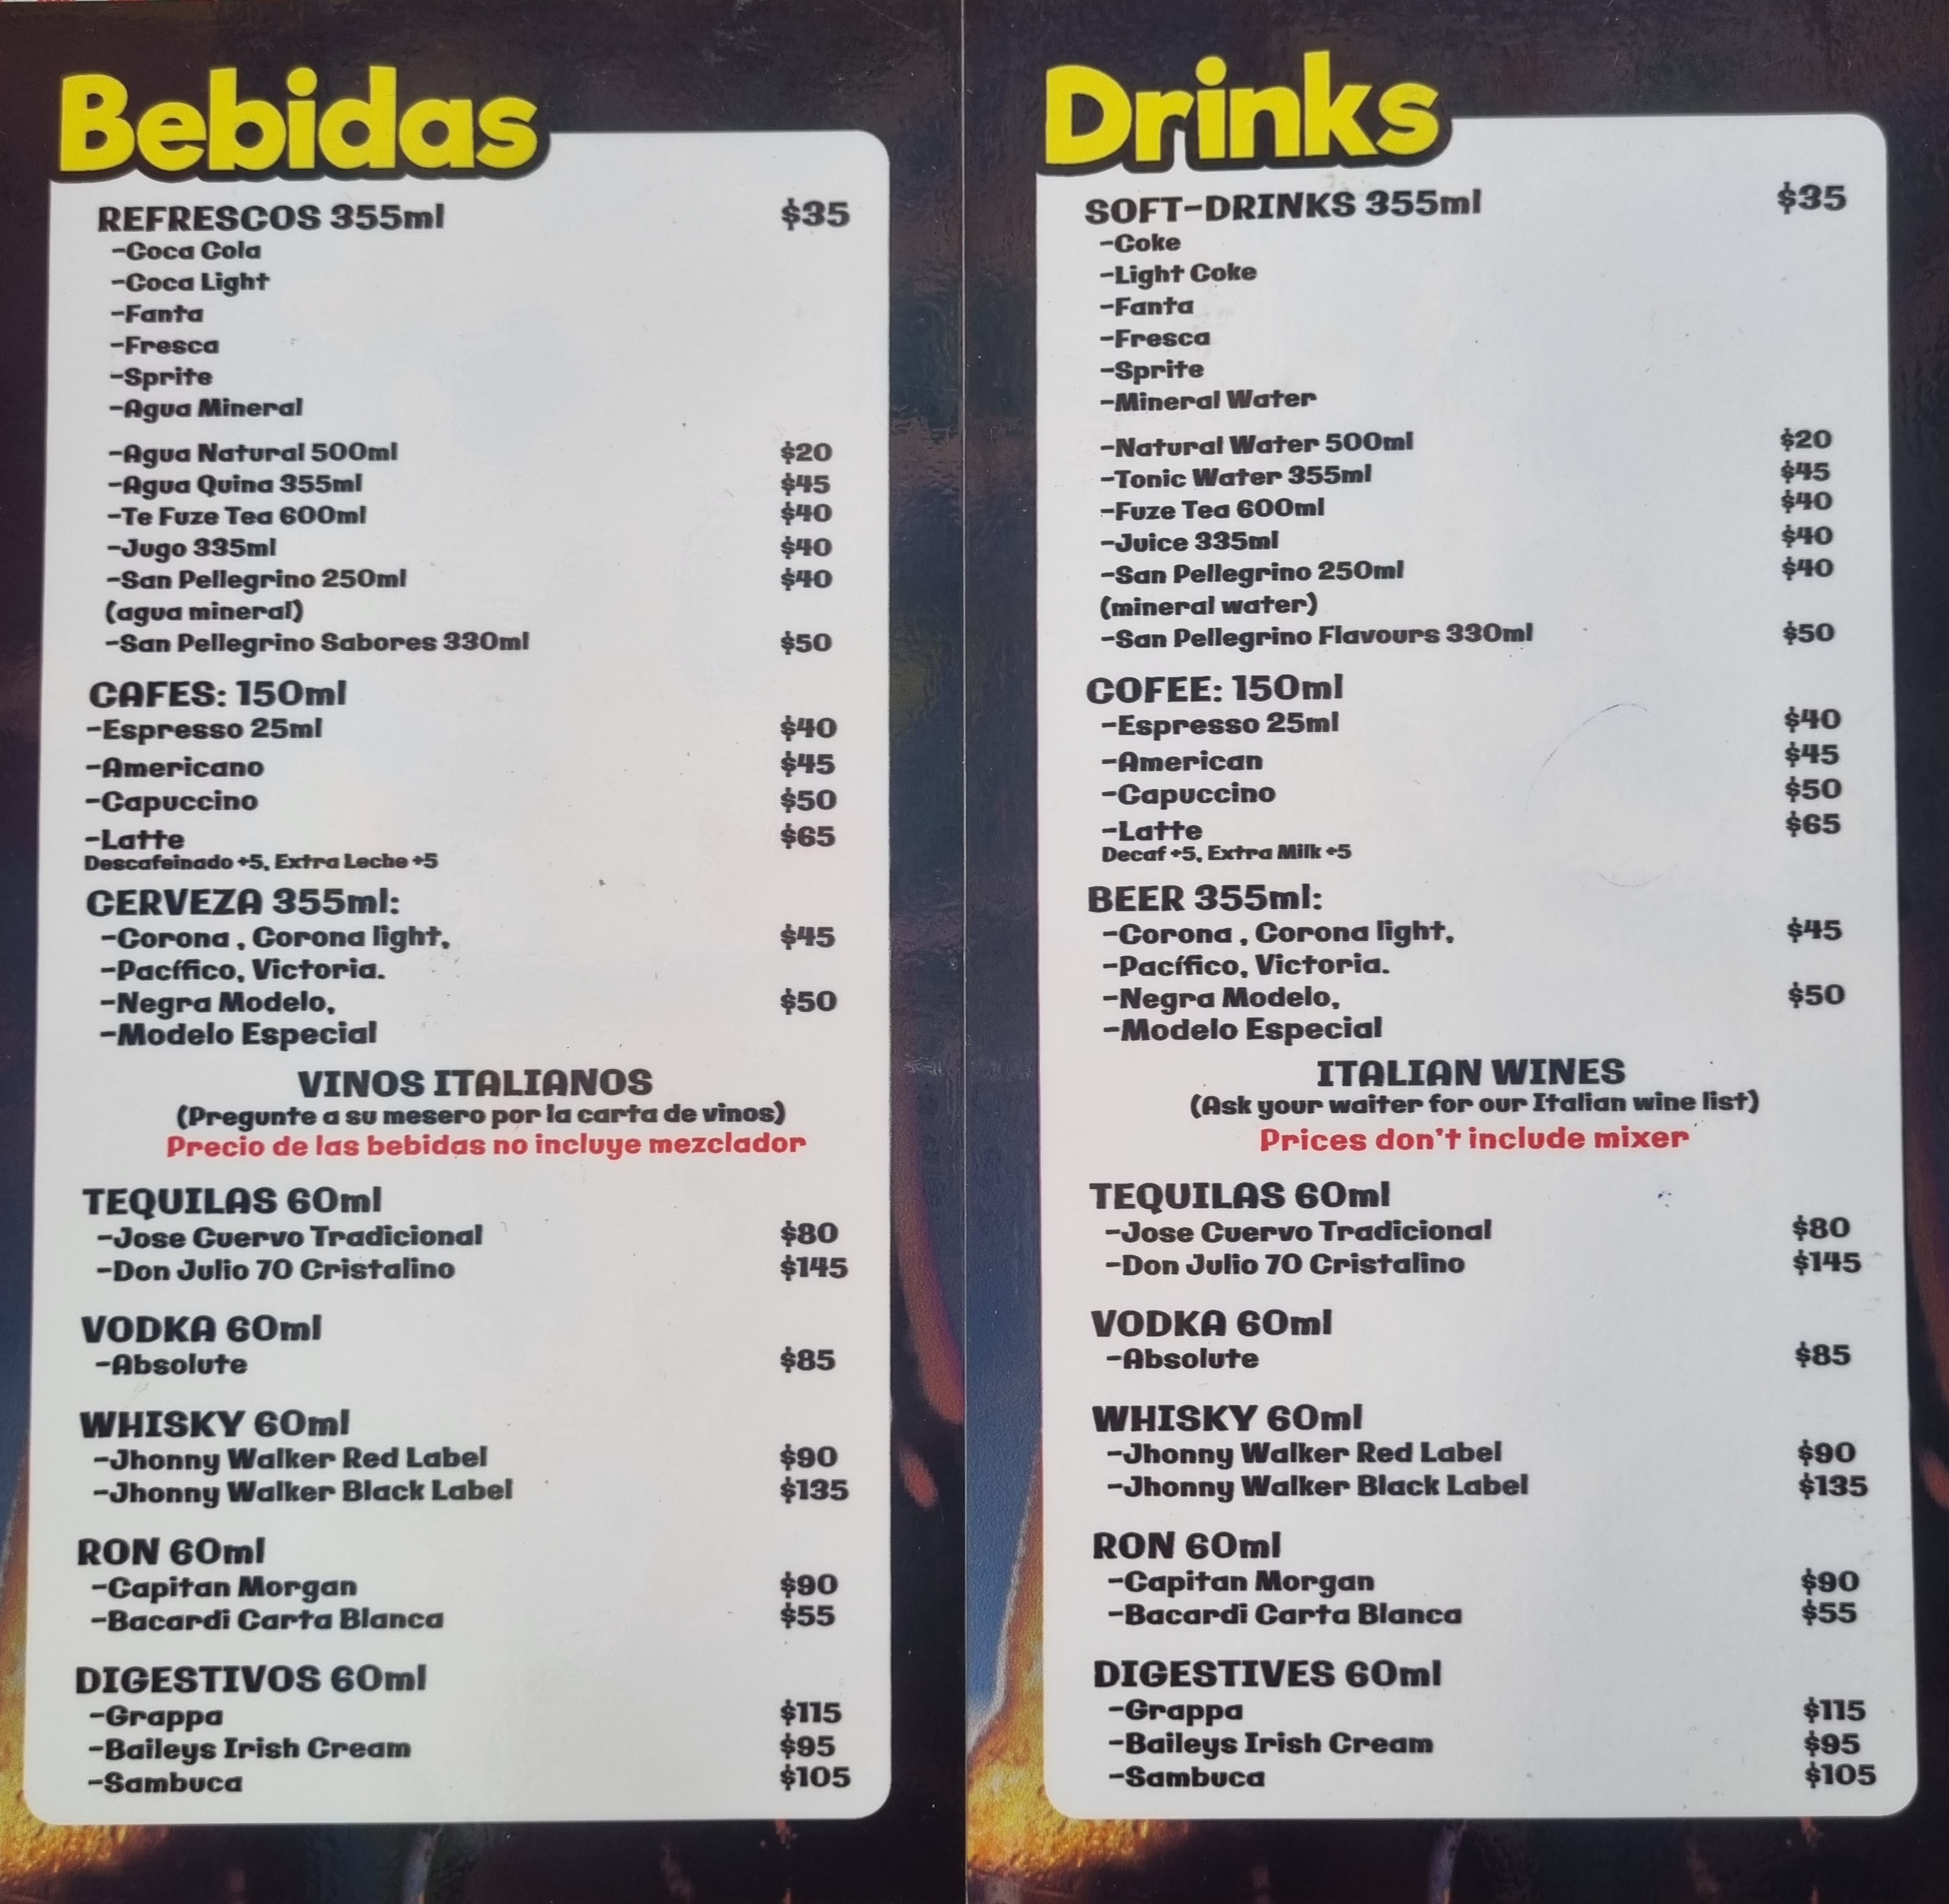 Bebidas
REFRESCOS 355ml $35
-Coca Cola
-Coca Light
-Fanta
-Fresca
-Sprite
-Agua Mineral
-Agua Natural 500ml $20
-Agua Quina 355ml $45
-Te Fuze Tea 600ml $40
-Jugo 335ml $40
-San Pellegrino 250ml $40
(agua mineral)
-San Pellegrino Sabores 330ml $50
CAFES: 150ml
-Espresso 25ml $40
-Americano $45
-Capuccino $50
-Latte $65
Descafeinado +5, Extra Leche +5
CERVEZA 355ml:
-Corona , Corona light, $45
-Pacífico, Victoria.
-Negra Modelo, $50
-Modelo Especial
VINOS ITALIANOS
(Pregunte a su mesero por la carta de vinos)
Precio de las bebidas no incluye mezclador
TEQUILAS 60ml
-Jose Cuervo Tradicional $80
-Don Julio 70 Cristalino $145
VODKA 60ml
-Absolute $85
WHISKY 60ml
-Jhonny Walker Red Label $90
-Jhonny Walker Black Label $135
RON 60ml
-Capitan Morgan $90
-Bacardi Carta Blanca $55
DIGESTIVOS 60ml
-Grappa $115
-Baileys Irish Cream $95
-Sambuca $105
Drinks
SOFT-DRINKS 355ml $35
-Coke
-Light Coke
-Fanta
-Fresca
-Sprite
-Mineral Water
-Natural Water 500ml $20
-Tonic Water 355ml $45
-Fuze Tea 600ml $40
-Juice 335ml $40
-San Pellegrino 250ml $40
(mineral water)
-San Pellegrino Flavours 330ml $50
COFEE: 150ml
-Espresso 25ml $40
-American $45
-Capuccino $50
-Latte $65
Decaf +5, Extra Milk +5
BEER 355ml:
-Corona , Corona light, $45
-Pacífico, Victoria.
-Negra Modelo, $50
-Modelo Especial
ITALIAN WINES
(Ask your waiter for our Italian wine list)
Prices don't include mixer
TEQUILAS 60ml
-Jose Cuervo Tradicional $80
-Don Julio 70 Cristalino $145
VODKA 60ml
-Absolute $85
WHISKY 60ml
-Jhonny Walker Red Label $90
-Jhonny Walker Black Label $135
RON 60ml
-Capitan Morgan $90
-Bacardi Carta Blanca $55
DIGESTIVES 60ml
-Grappa $115
-Baileys Irish Cream $95
-Sambuca $105